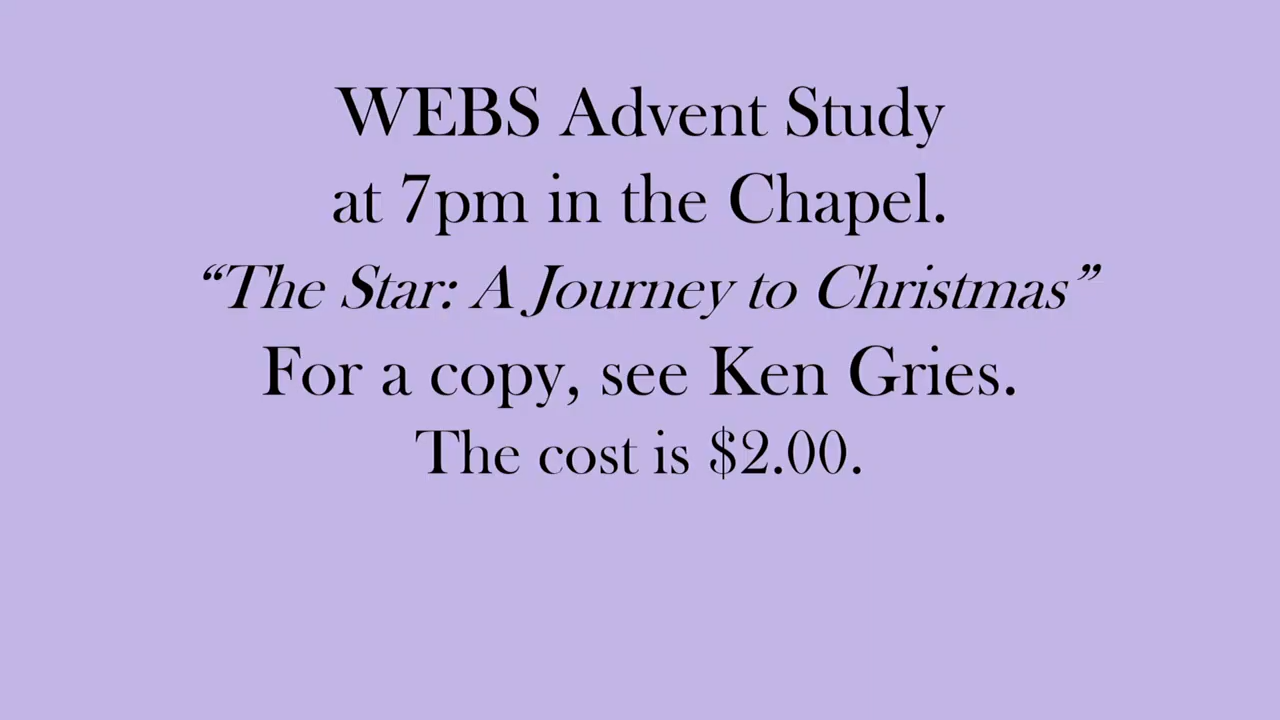 WEBS Advent Study
at 7pm in the Chapel.
“The Star: A Journey to Christmas”
For a copy, see Ken Gries.
The cost is $2.00.